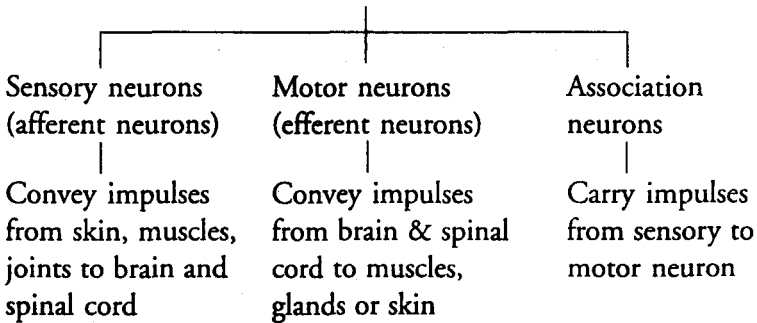 Sensory neurons
(afferent neurons)
Convey impulses
from skin, muscles,
joints to brain and
spinal cord
Motor neurons
(efferent neurons)
Convey impulses
from brain & spinal
cord to muscles,
glands or skin
Association
neurons
Carry impulses
from sensory to
motor neuron